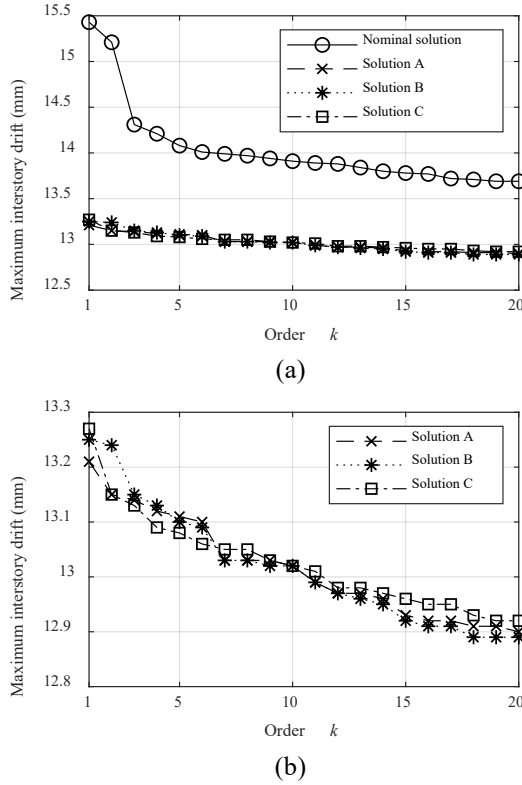 15.5
15
14.5
14
13.5
13
12.5
Maximum interstory drift (mm)
Nominal solution
Solution A
Solution B
Solution C
1
5
10
15
20
Order k
(a)
13.3
13.2
13.1
13
12.9
12.8
Maximum interstory drift (mm)
Solution A
Solution B
Solution C
1
5
10
15
20
Order k
(b)